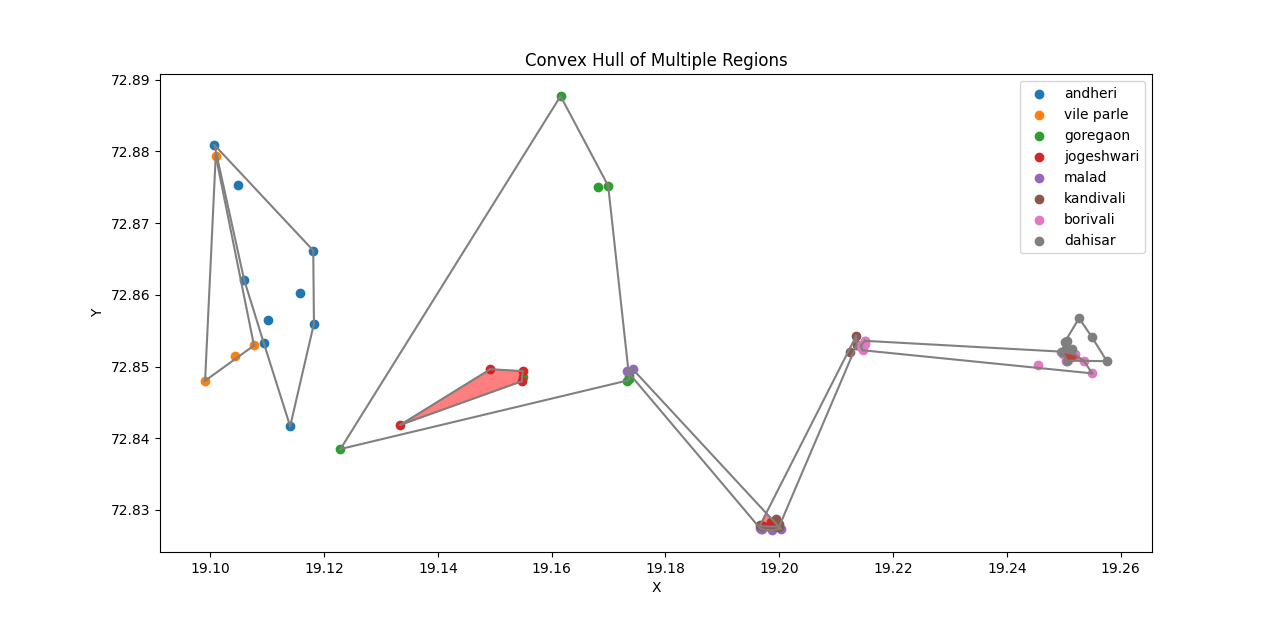 Convex Hull of Multiple Regions
72.89
72.88
72.87
72.86
72.85
72.84
72.83
Y
andheri
vile parle
goregaon
jogeshwari
malad
kandivali
borivali
dahisar
19.10 19.12 19.14 19.16 19.18 19.20 19.22 19.24 19.26
X